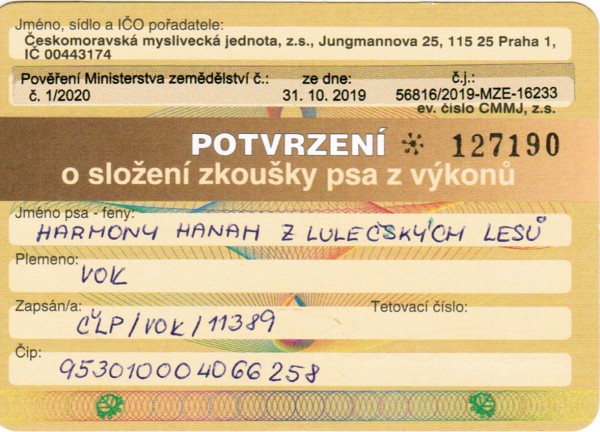 Jméno, sídlo a IČO pořadatele:
Českomoravská myslivecká jednota, z.s., Jungmannova 25, 115 25 Praha 1,
IČ 00443174
Pověření Ministerstva zemědělství č.: ze dne: č.j.:
č. 1/2020 31. 10. 2019 56816/2019-MZE-16233
ev. číslo CMMJ, z.s.
POTVRZENÍ * 127190
o složení zkoušky psa z výkonů
Jméno psa - feny:
HARMONY HANAH Z LULEČSKÝCH LESŮ
Plemeno:
VOK
Zapsán/a: Tetovací číslo:
ČLP/VOK/11389
Čip:
953010004066258